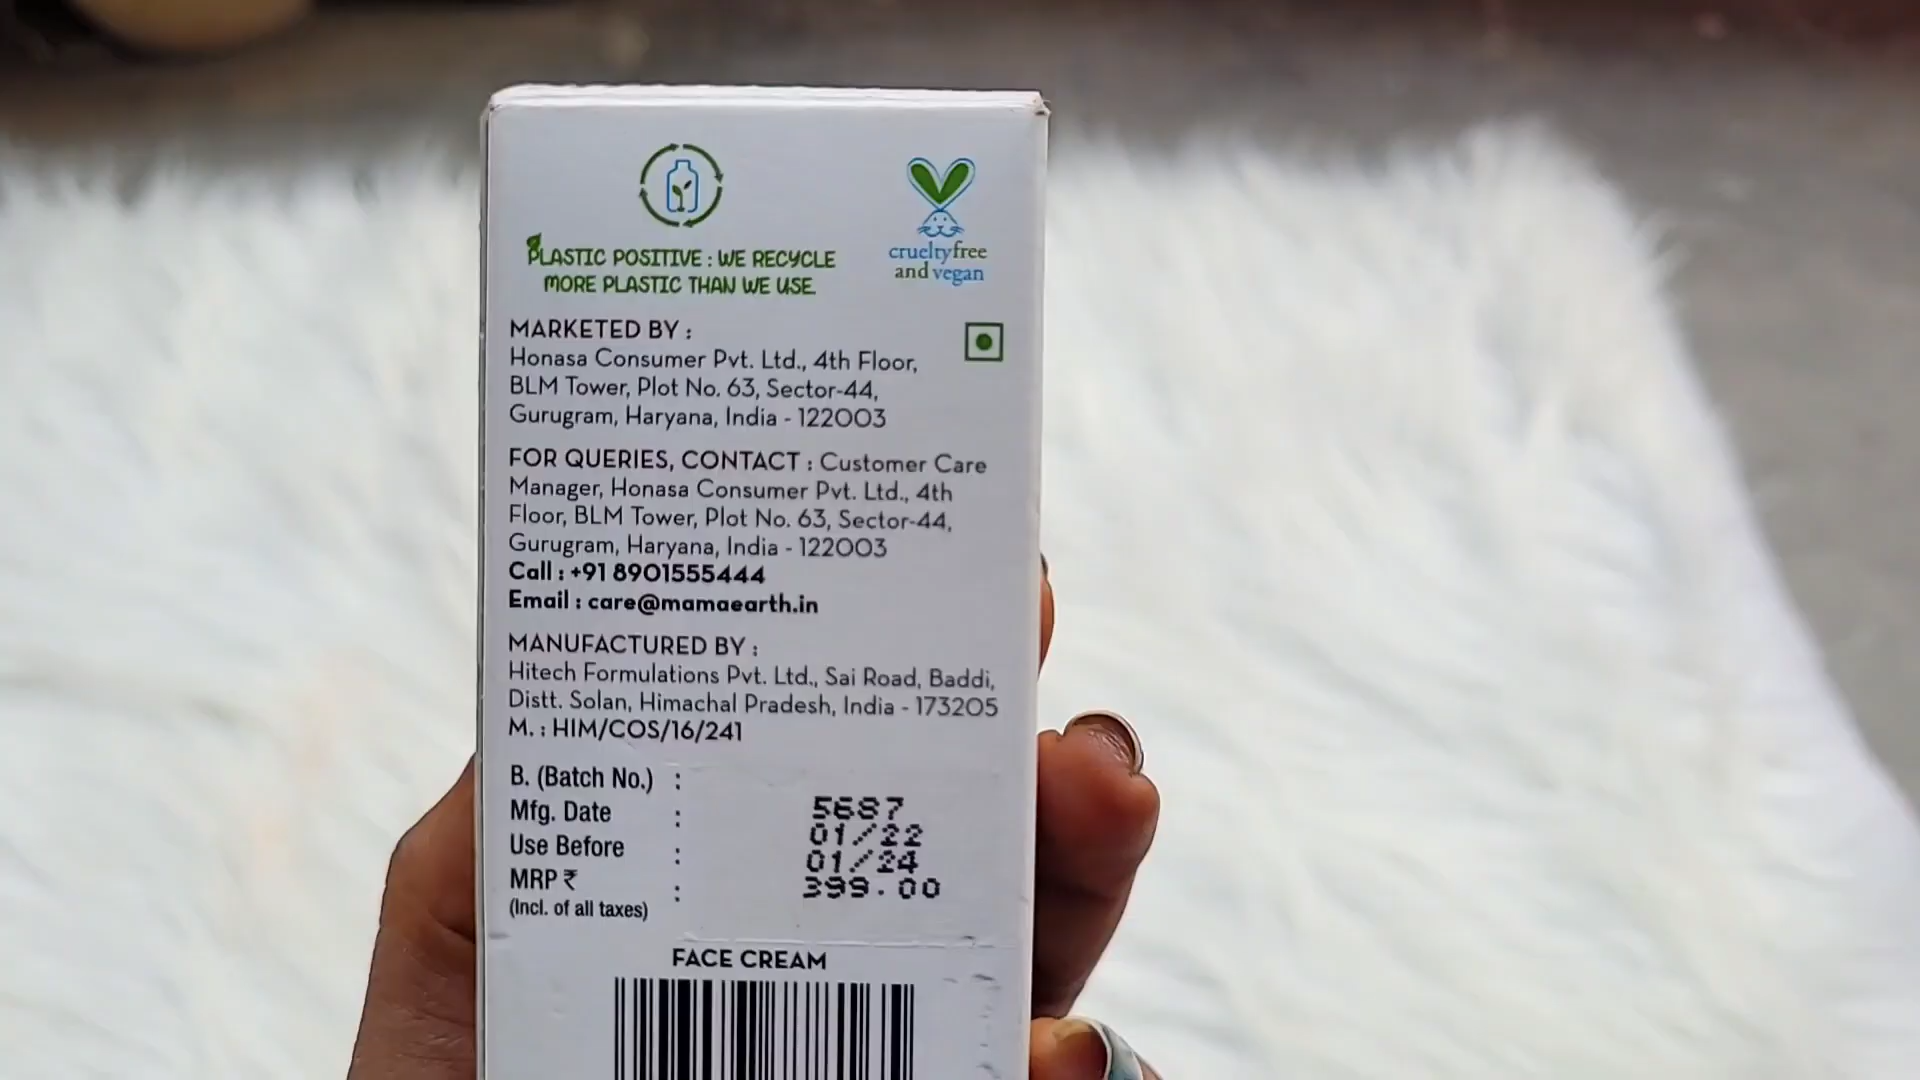 PLASTIC POSITIVE : WE RECYCLE
MORE PLASTIC THAN WE USE.
crueltyfree
and vegan
MARKETED BY :
Honasa Consumer Pvt. Ltd., 4th Floor,
BLM Tower, Plot No. 63, Sector-44,
Gurugram, Haryana, India - 122003
FOR QUERIES, CONTACT : Customer Care
Manager, Honasa Consumer Pvt. Ltd., 4th
Floor, BLM Tower, Plot No. 63, Sector-44,
Gurugram, Haryana, India - 122003
Call : +91 8901555444
Email : care@mamaearth.in
MANUFACTURED BY :
Hitech Formulations Pvt. Ltd., Sai Road, Baddi,
Distt. Solan, Himachal Pradesh, India - 173205
M. : HIM/COS/16/241
B. (Batch No.) : 5687
Mfg. Date : 01/22
Use Before : 01/24
MRP ₹ : 399.00
(Incl. of all taxes)
FACE CREAM